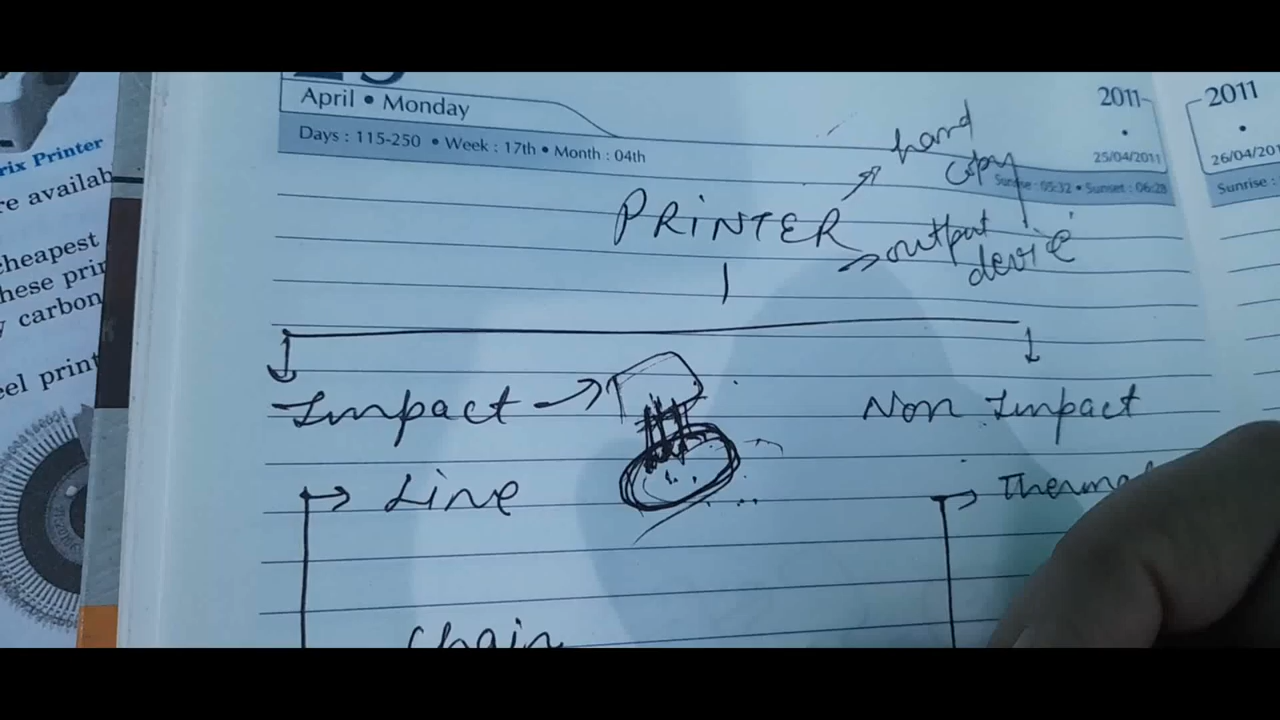 April • Monday
Days : 115-250 • Week : 17th • Month : 04th
2011
25/04/2011
Sunrise : 05:32 • Sunset : 06:28
2011
26/04/201
Sunrise :
rix Printer
re availab
cheapest
hese prin
y carbon
eel print
hard
copy
PRiNTER
output
device
Impact
Non Impact
Line
Therma
Chain